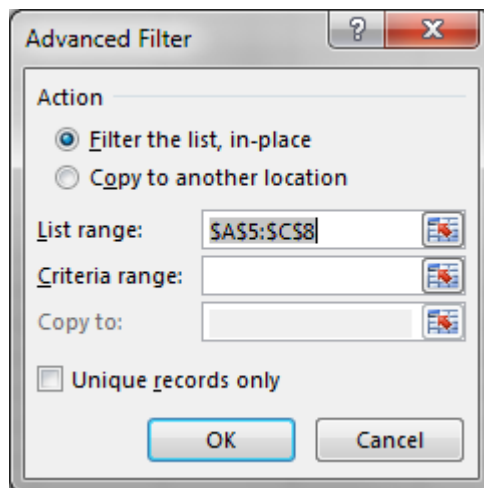 Advanced Filter
Action
Filter the list, in-place
Copy to another location
List range: $A$5:$C$8
Criteria range:
Copy to:
Unique records only
OK Cancel